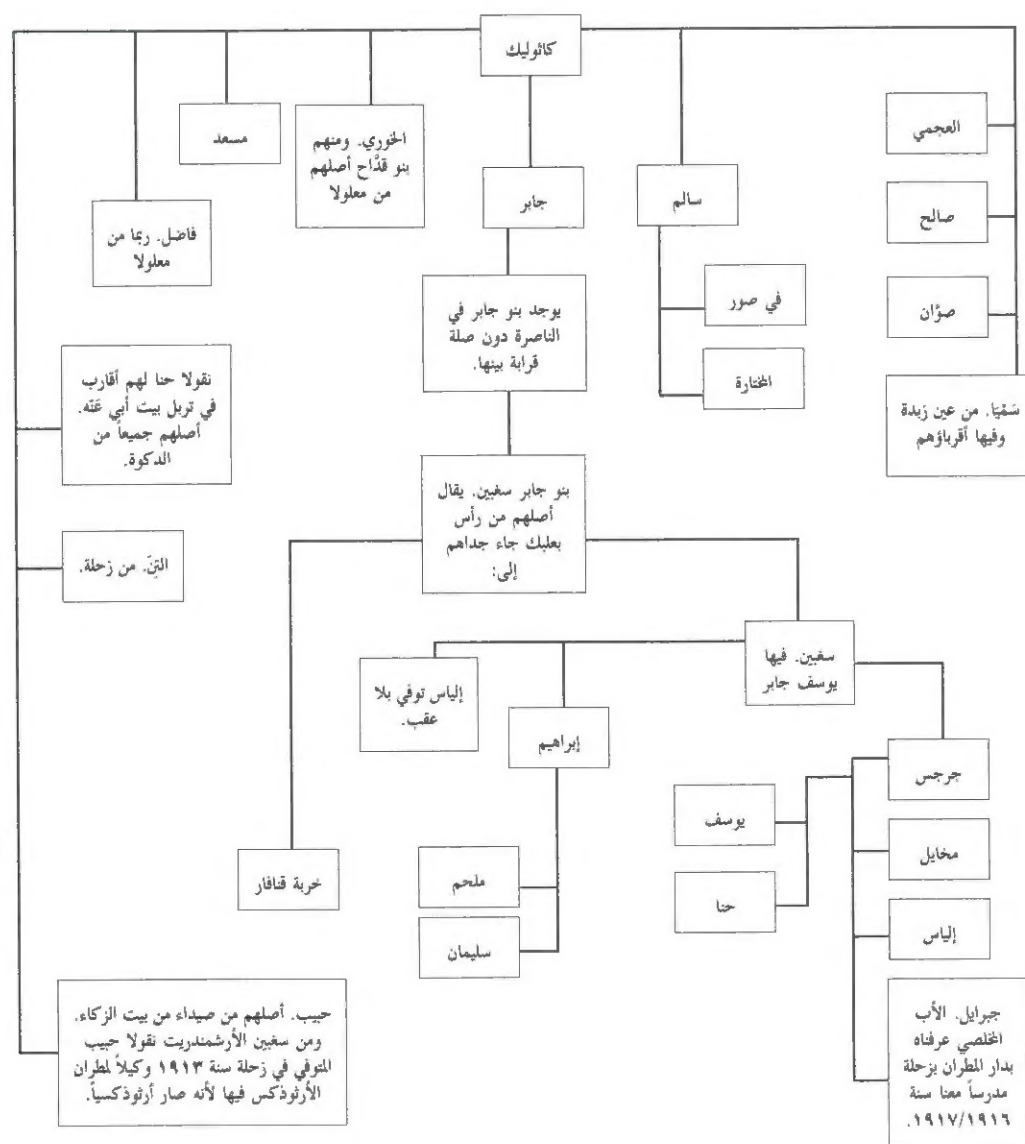 كاثوليك
العجمي
صالح
صوَّان
سَمْيَا. من عين زبدة
وفيها أقرباؤهم
سالم
في صور
المختارة
جابر
يوجد بنو جابر في
الناصرة دون صلة
قرابة بينها.
بنو جابر سغبين. يقال
أصلهم من رأس
بعلبك جاء جداهم
إلى:
سغبين. فيها
يوسف جابر
جرجس
مخايل
إلياس
جبرايل. الأب
المخلصي عرفناه
بدار المطران بزحلة
مدرساً معنا سنة
١٩١٧/١٩١٦.
يوسف
حنا
إبراهيم
ملحم
سليمان
إلياس توفي بلا
عقب.
خربة قنافار
الخوري. ومنهم
بنو قدَّاح أصلهم
من معلولا
مسعد
فاضل. ربما من
معلولا
نقولا حنا لهم أقارب
في تربل بيت أبي عَتْه.
أصلهم جميعاً من
الدكوة.
التِنّ. من زحلة.
حبيب. أصلهم من صيداء من بيت الزكاء.
ومن سغبين الأرشمندريت نقولا حبيب
المتوفي في زحلة سنة ١٩١٣ وكيلاً لمطران
الأرثوذكس فيها لأنه صار أرثوذكسياً.